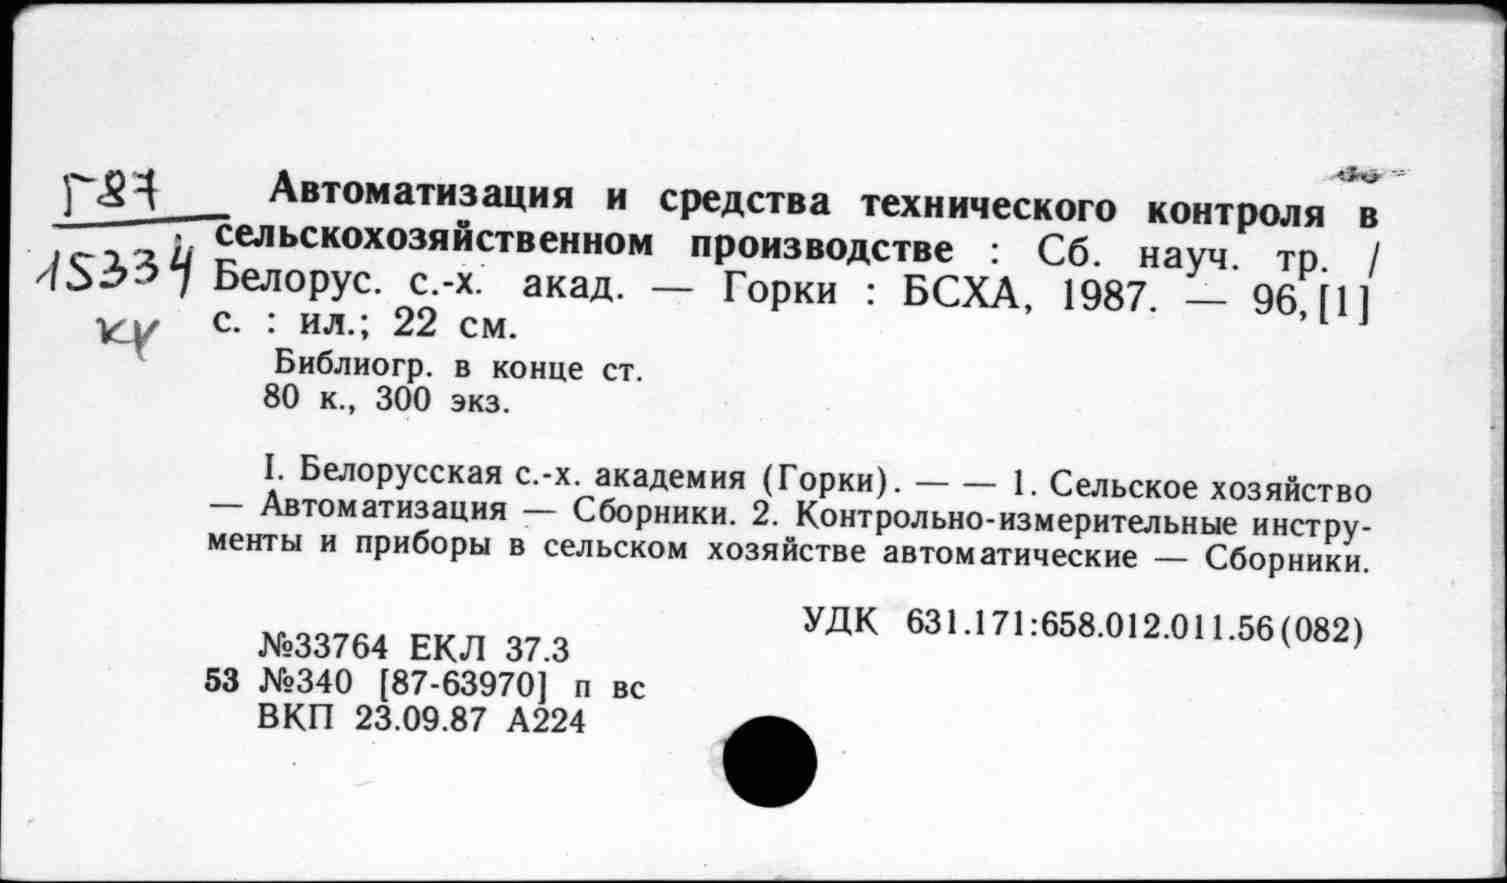 Г87
15334
ку
Автоматизация и средства технического контроля в
сельскохозяйственном производстве : Сб. науч. тр. /
Белорус. с.-х. акад. — Горки : БСХА, 1987. — 96,[1]
с. : ил.; 22 см.
Библиогр. в конце ст.
80 к., 300 экз.
I. Белорусская с.-х. академия (Горки). — — 1. Сельское хозяйство
— Автоматизация — Сборники. 2. Контрольно-измерительные инстру-
менты и приборы в сельском хозяйстве автоматические — Сборники.
УДК 631.171:658.012.011.56(082)
№33764 ЕКЛ 37.3
53 №340 [87-63970] п вс
ВКП 23.09.87 А224